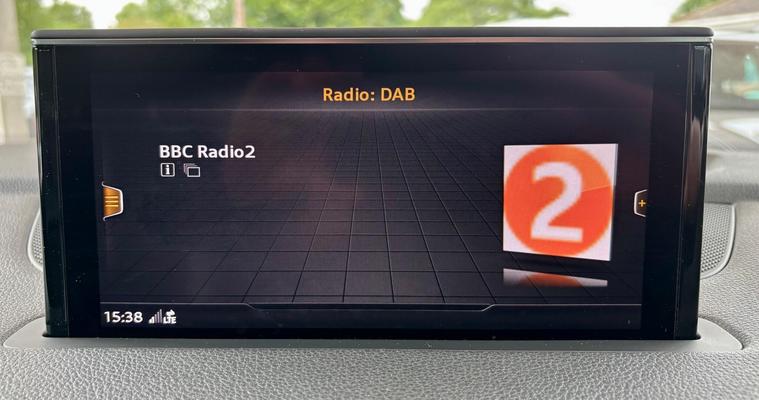 Radio: DAB
BBC Radio2
i
2
+
15:38 LTE